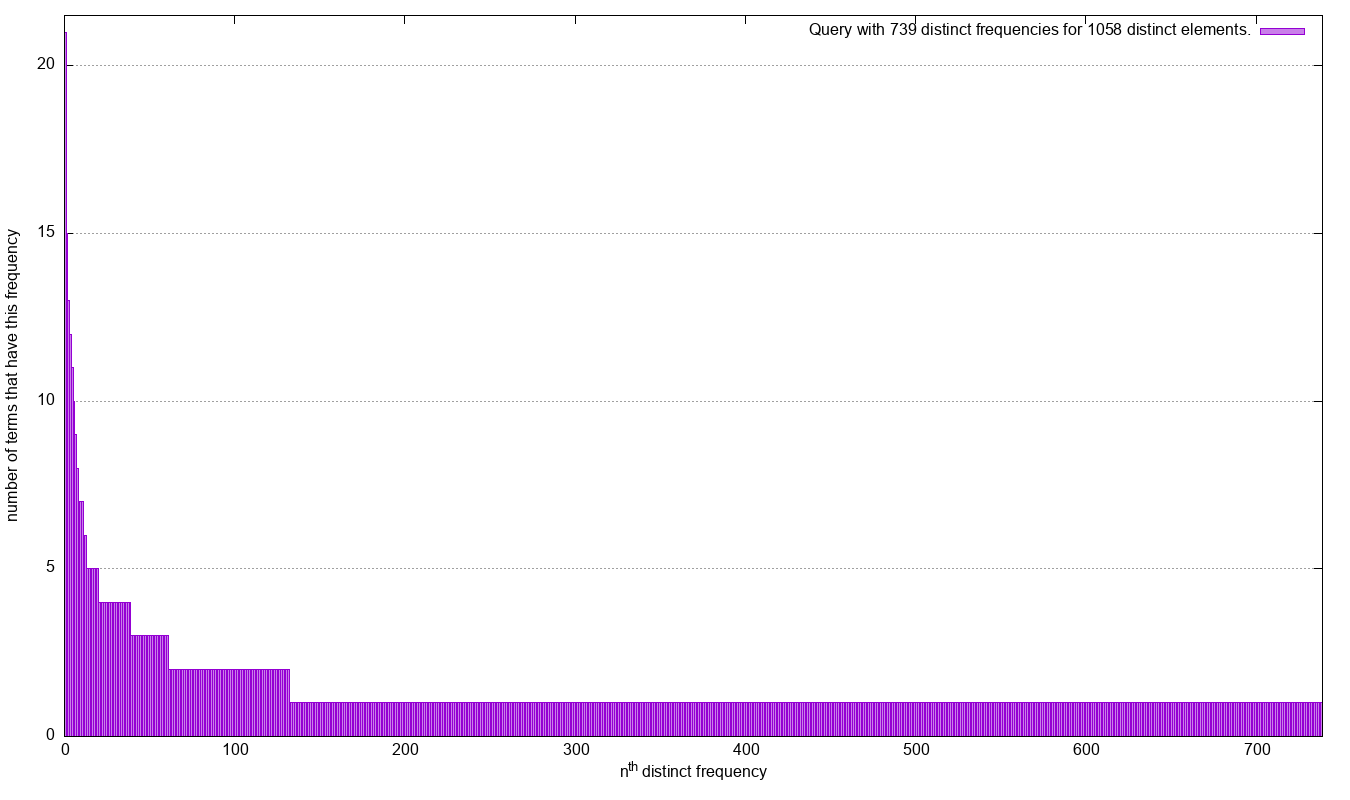 Query with 739 distinct frequencies for 1058 distinct elements.
number of terms that have this frequency
20
15
10
5
0
0 100 200 300 400 500 600 700
nth distinct frequency